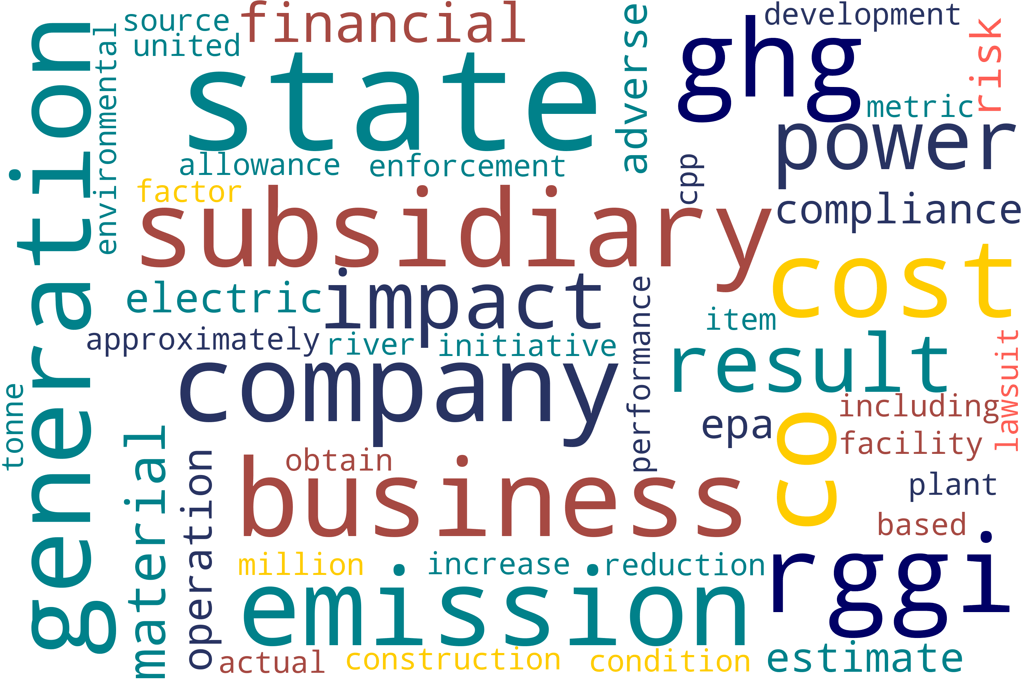 source
united
financial
adverse
development
risk
generation
environmental
state
ghg
metric
power
allowance
enforcement
cpp
factor
subsidiary
compliance
electric
impact
cost
item
approximately
river
initiative
performance
company
result
lawsuit
tonne
including
epa
co
facility
material
operation
obtain
business
plant
based
million
increase
reduction
rggi
emission
actual
construction
condition
estimate